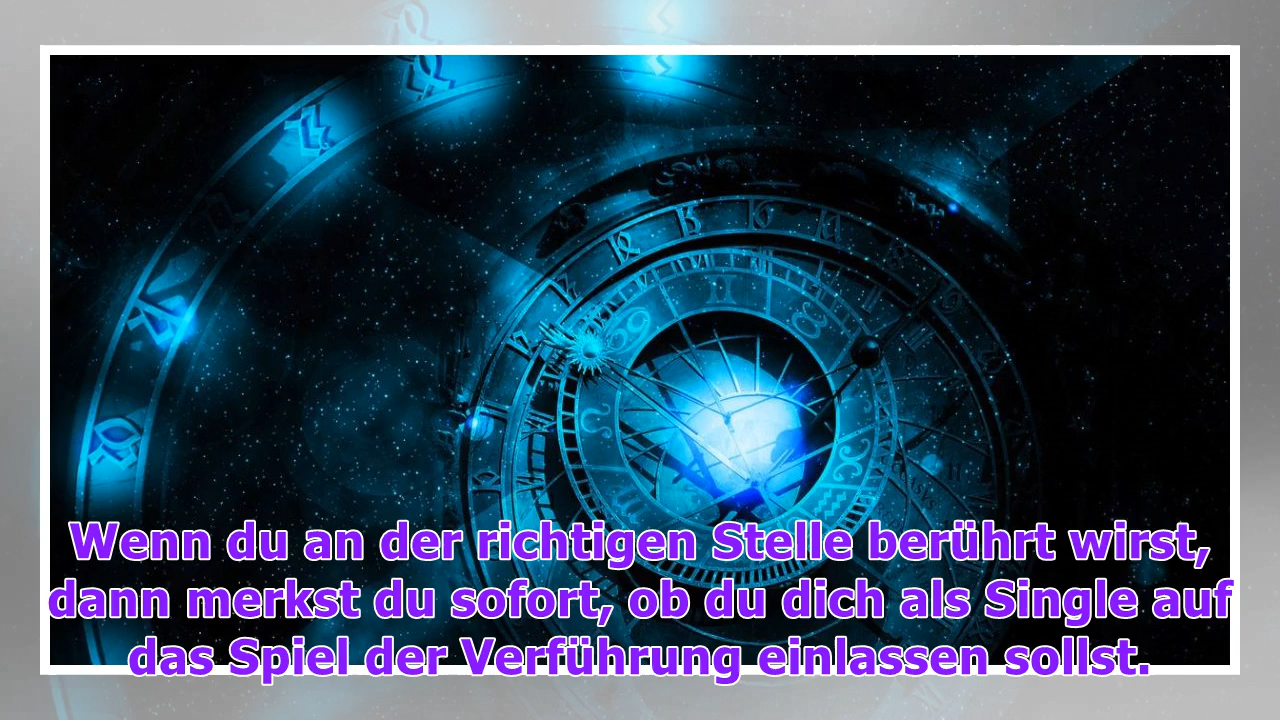 Wenn du an der richtigen Stelle berührt wirst,
dann merkst du sofort, ob du dich als Single auf
das Spiel der Verführung einlassen sollst.